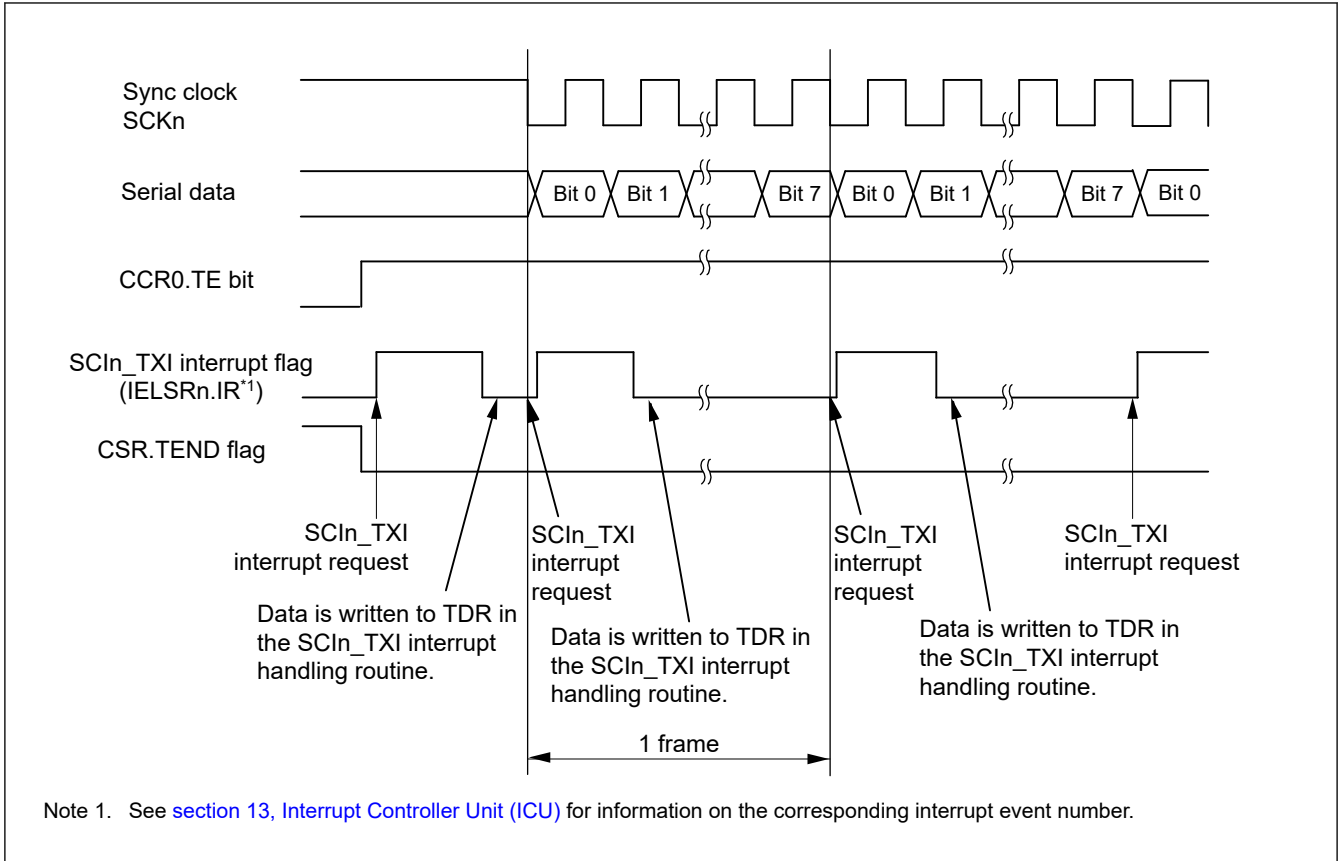 Sync clock
SCKn
Serial data
Bit 0 Bit 1 Bit 7 Bit 0 Bit 1 Bit 7 Bit 0
CCR0.TE bit
SCIn_TXI interrupt flag
(IELSRn.IR*1)
CSR.TEND flag
SCIn_TXI
interrupt request
Data is written to TDR in
the SCIn_TXI interrupt
handling routine.
SCIn_TXI
interrupt
request
Data is written to TDR in
the SCIn_TXI interrupt
handling routine.
SCIn_TXI
interrupt
request
Data is written to TDR in
the SCIn_TXI interrupt
handling routine.
SCIn_TXI
interrupt request
1 frame
Note 1. See section 13, Interrupt Controller Unit (ICU) for information on the corresponding interrupt event number.